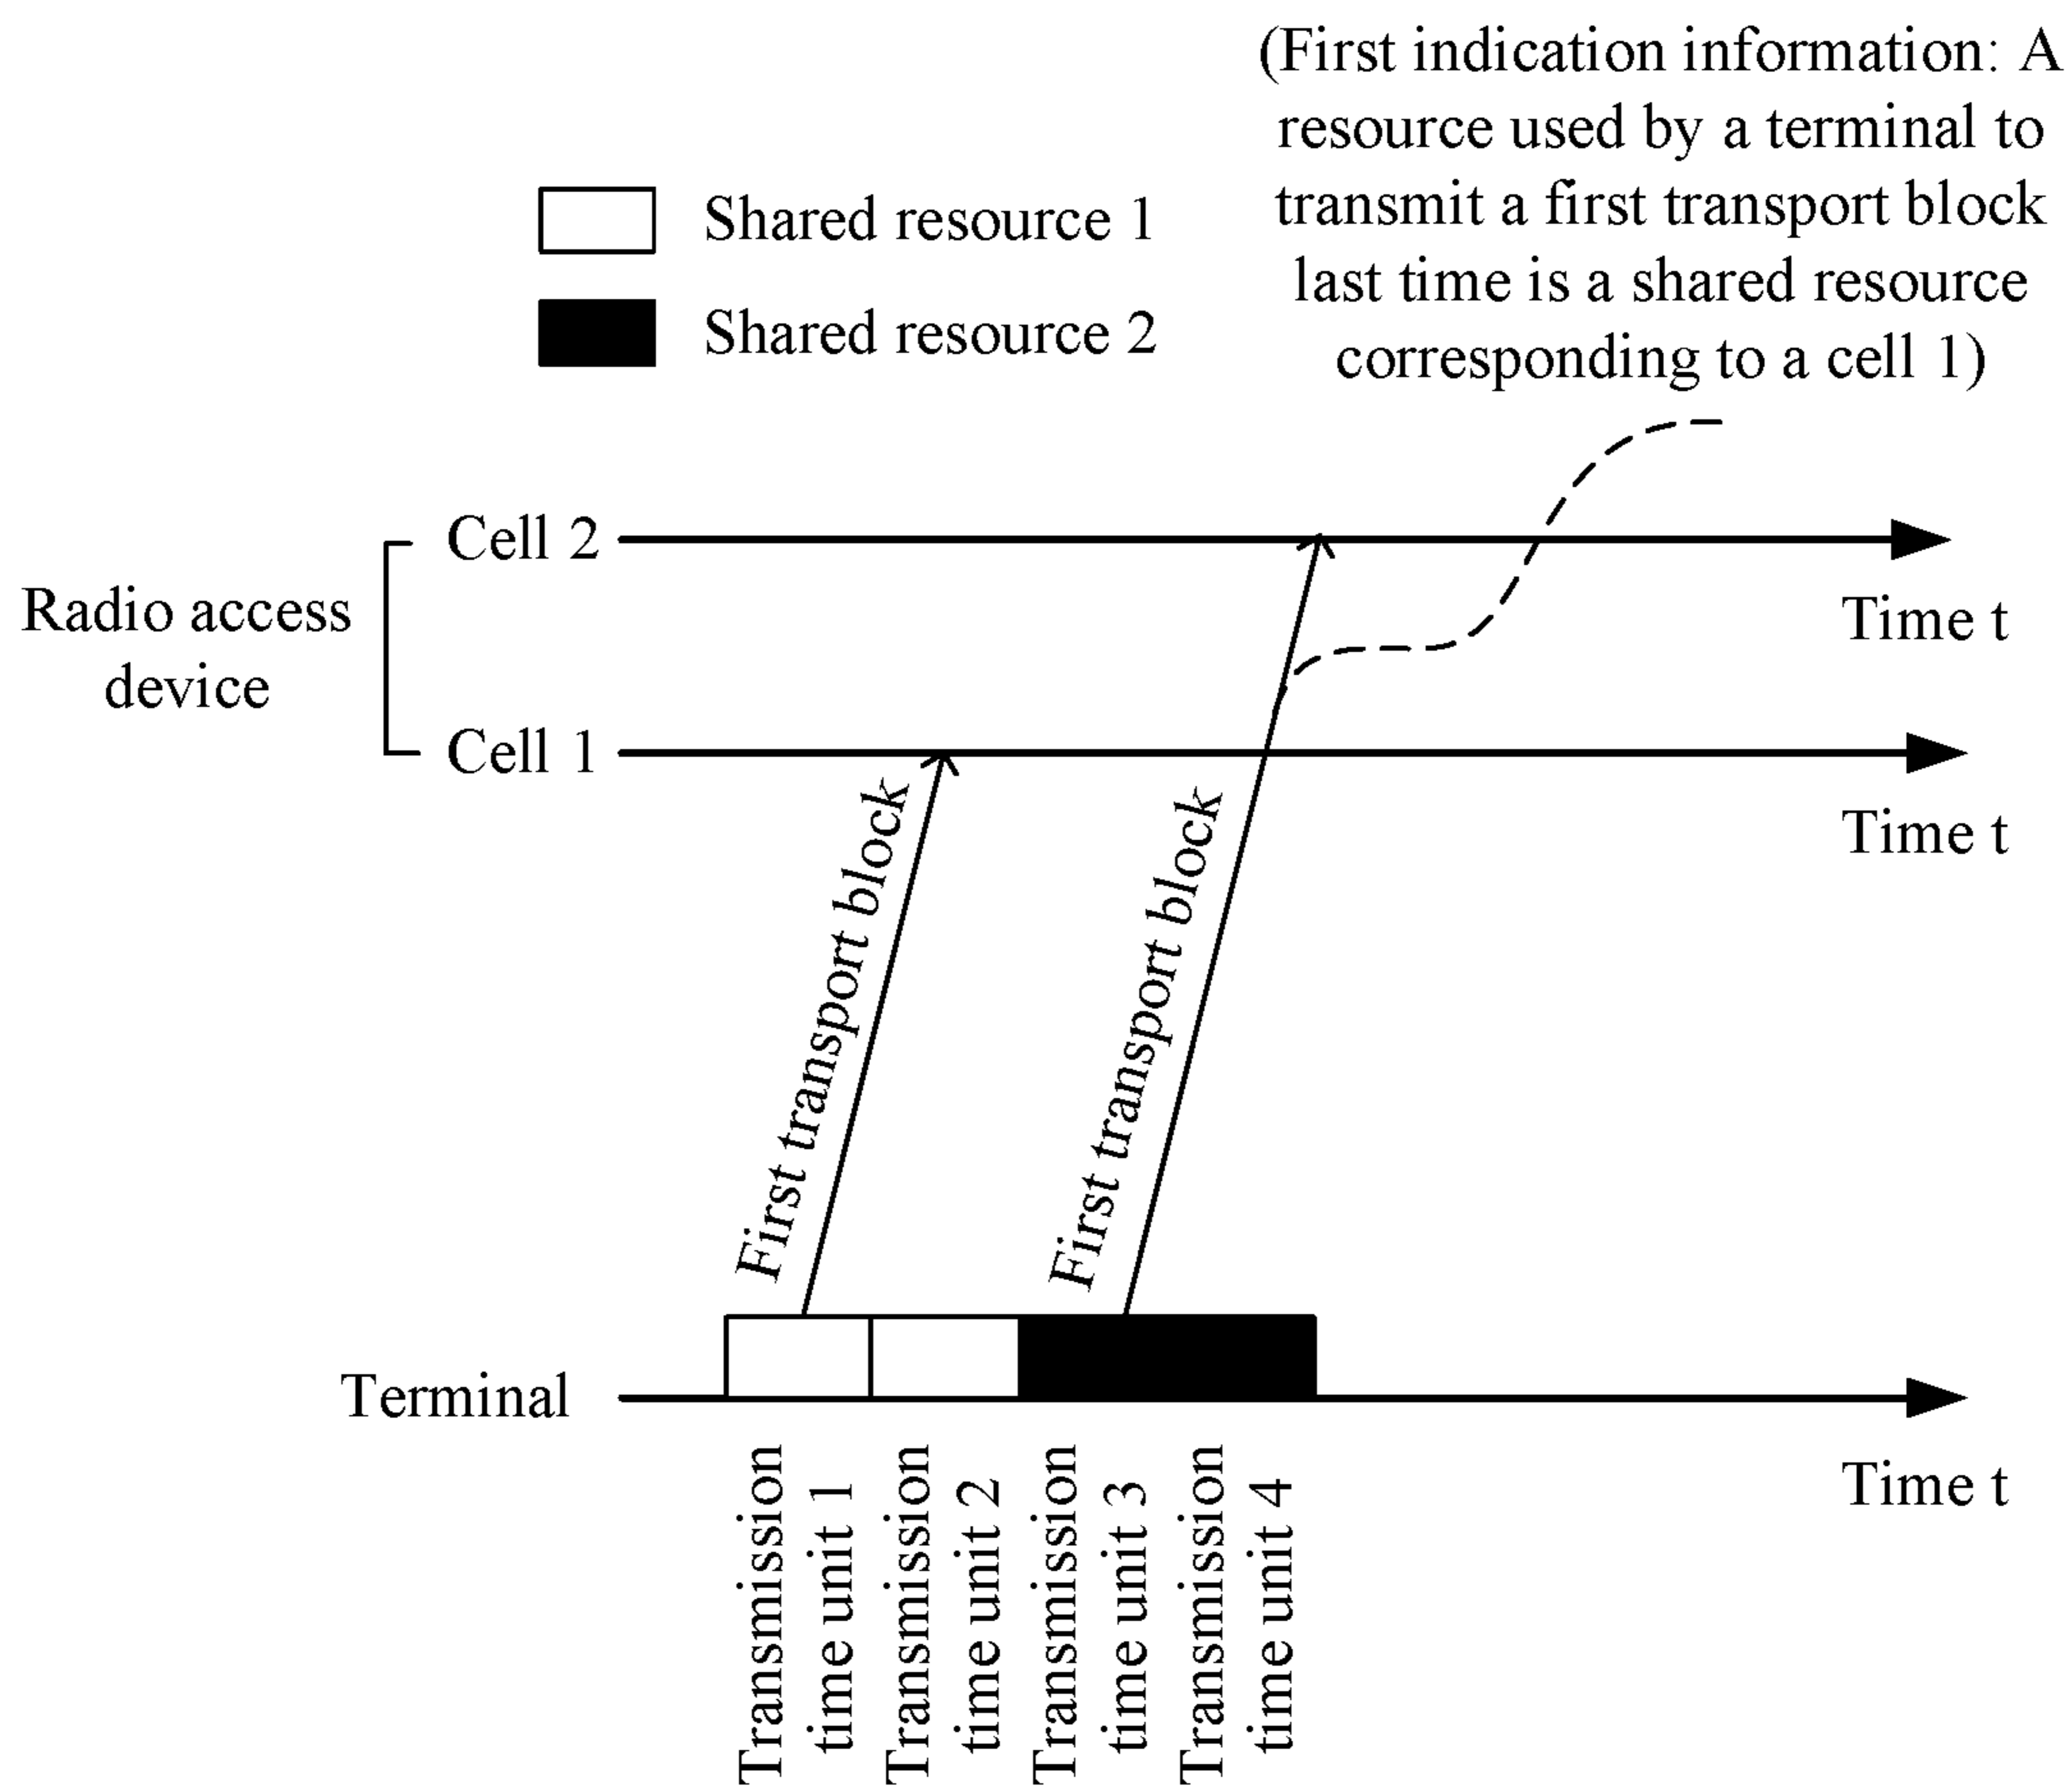 (First indication information: A
resource used by a terminal to
transmit a first transport block
last time is a shared resource
corresponding to a cell 1)
Shared resource 1
Shared resource 2
Cell 2
Time t
Radio access
device
Cell 1
Time t
First transport block
First transport block
Terminal
Time t
Transmission
time unit 1
Transmission
time unit 2
Transmission
time unit 3
Transmission
time unit 4